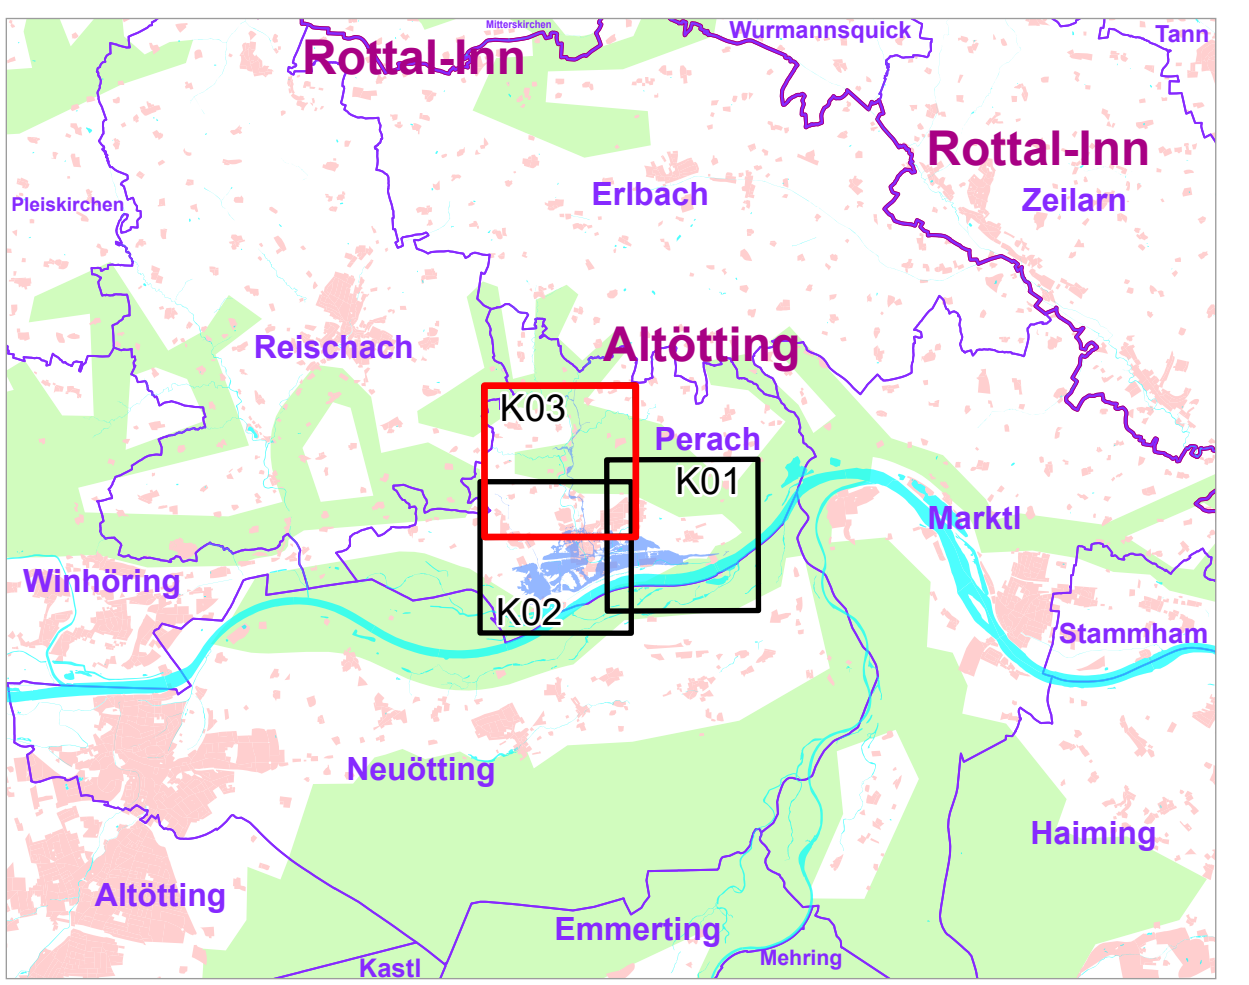 Mitterskirchen
Wurmannsquick
Tann
Rottal-Inn
Rottal-Inn
Erlbach
Zeilarn
Pleiskirchen
Reischach
Altötting
K03
Perach
K01
Marktl
Winhöring
K02
Stammham
Neuötting
Haiming
Altötting
Emmerting
Mehring
Kastl